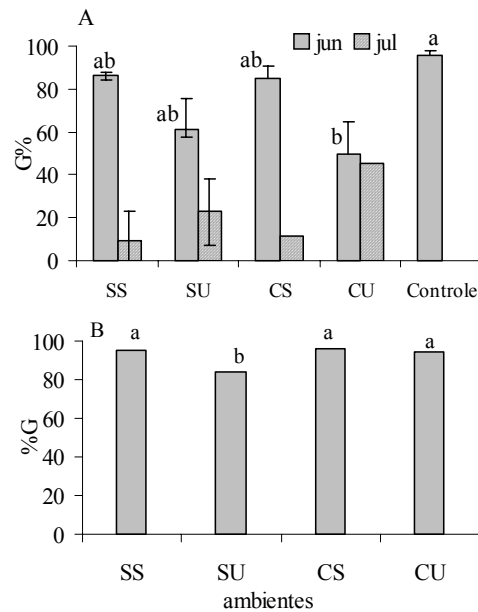 A
jun jul
G%
100
80
60
40
20
0
ab
ab
ab
b
a
SS SU CS CU Controle
B
%G
100
80
60
40
20
0
a
b
a
a
SS SU CS CU
ambientes